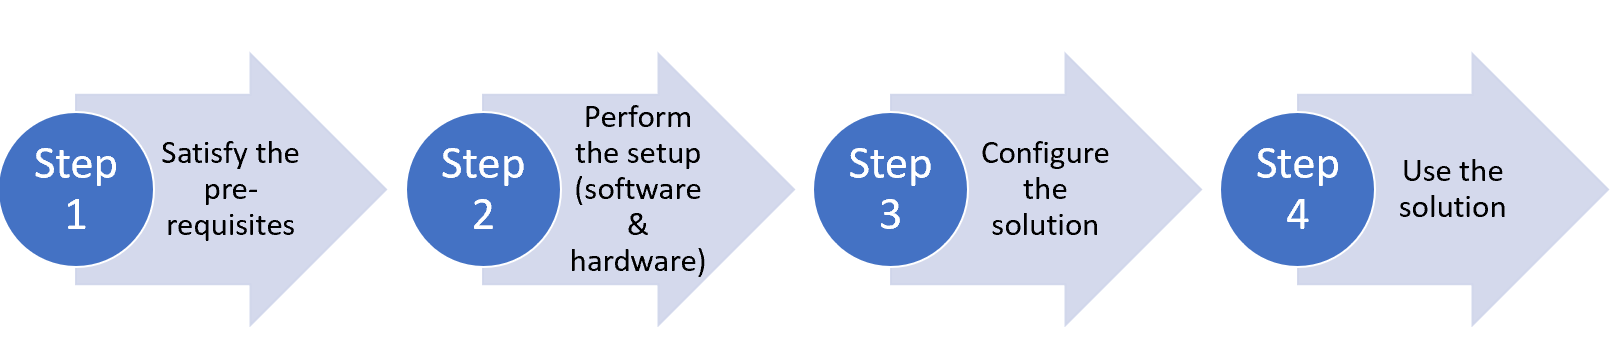 Step
1
Satisfy the
pre-
requisites
Step
2
Perform
the setup
(software
&
hardware)
Step
3
Configure
the
solution
Step
4
Use the
solution